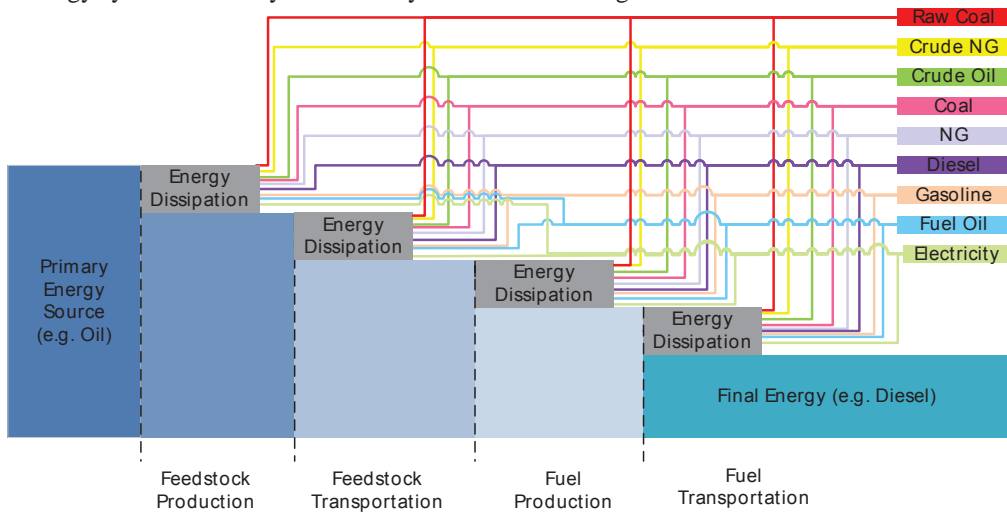 Raw Coal
Crude NG
Crude Oil
Coal
NG
Diesel
Gasoline
Fuel Oil
Electricity
Energy
Dissipation
Energy
Dissipation
Energy
Dissipation
Energy
Dissipation
Primary
Energy
Source
(e.g. Oil)
Final Energy (e.g. Diesel)
Feedstock
Production
Feedstock
Transportation
Fuel
Production
Fuel
Transportation